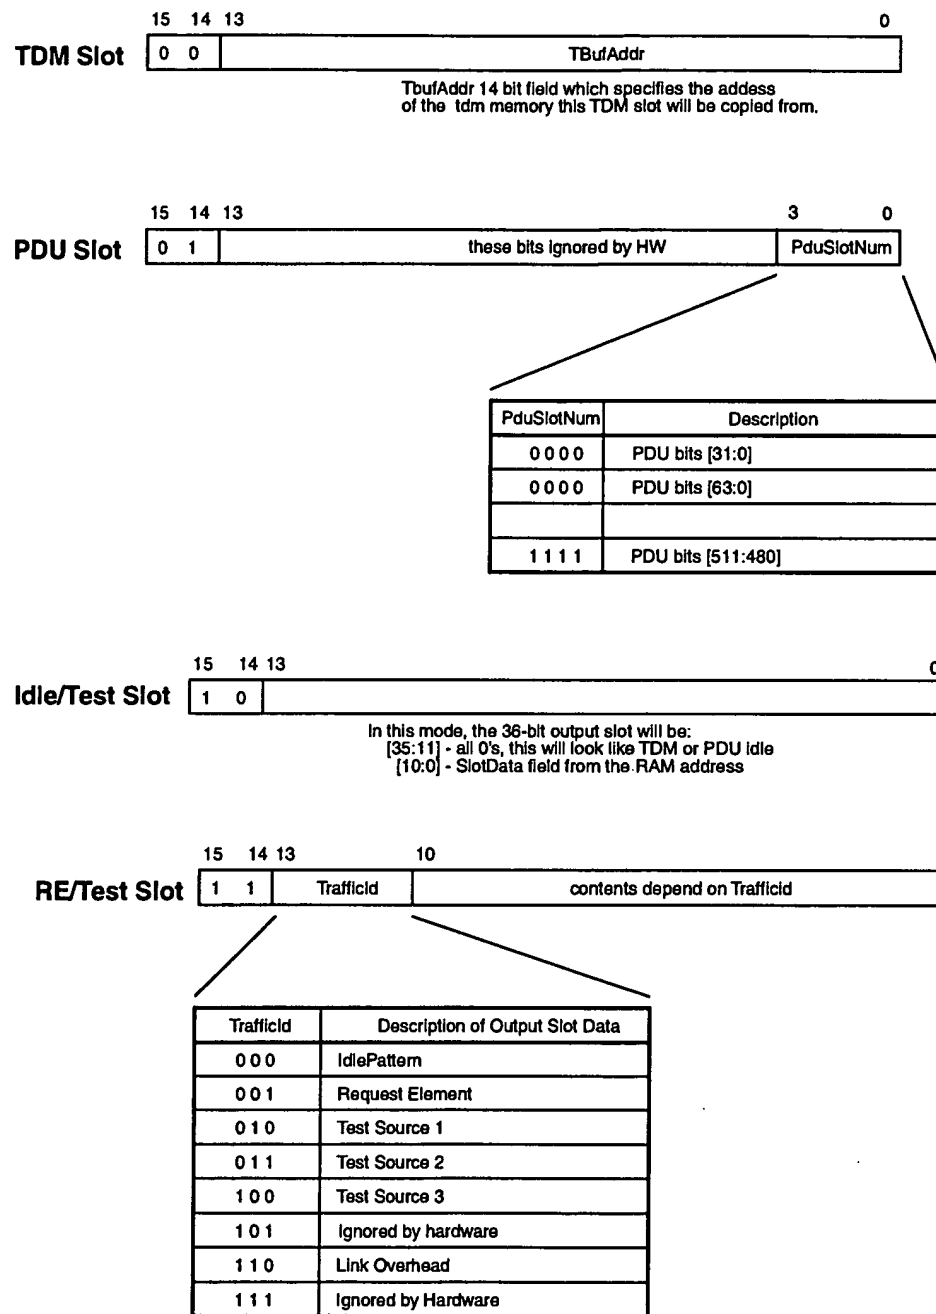 15 14 13 0
TDM Slot 0 0 TBufAddr
TbufAddr 14 bit field which specifies the addess
of the tdm memory this TDM slot will be copied from.
15 14 13 3 0
PDU Slot 0 1 these bits ignored by HW PduSlotNum
PduSlotNum Description
0 0 0 0 PDU bits [31:0]
0 0 0 0 PDU bits [63:0]
1 1 1 1 PDU bits [511:480]
15 14 13 0
Idle/Test Slot 1 0
In this mode, the 36-bit output slot will be:
[35:11] - all 0's, this will look like TDM or PDU idle
[10:0] - SlotData field from the RAM address
15 14 13 10
RE/Test Slot 1 1 TrafficId contents depend on TrafficId
TrafficId Description of Output Slot Data
0 0 0 IdlePattern
0 0 1 Request Element
0 1 0 Test Source 1
0 1 1 Test Source 2
1 0 0 Test Source 3
1 0 1 Ignored by hardware
1 1 0 Link Overhead
1 1 1 Ignored by Hardware